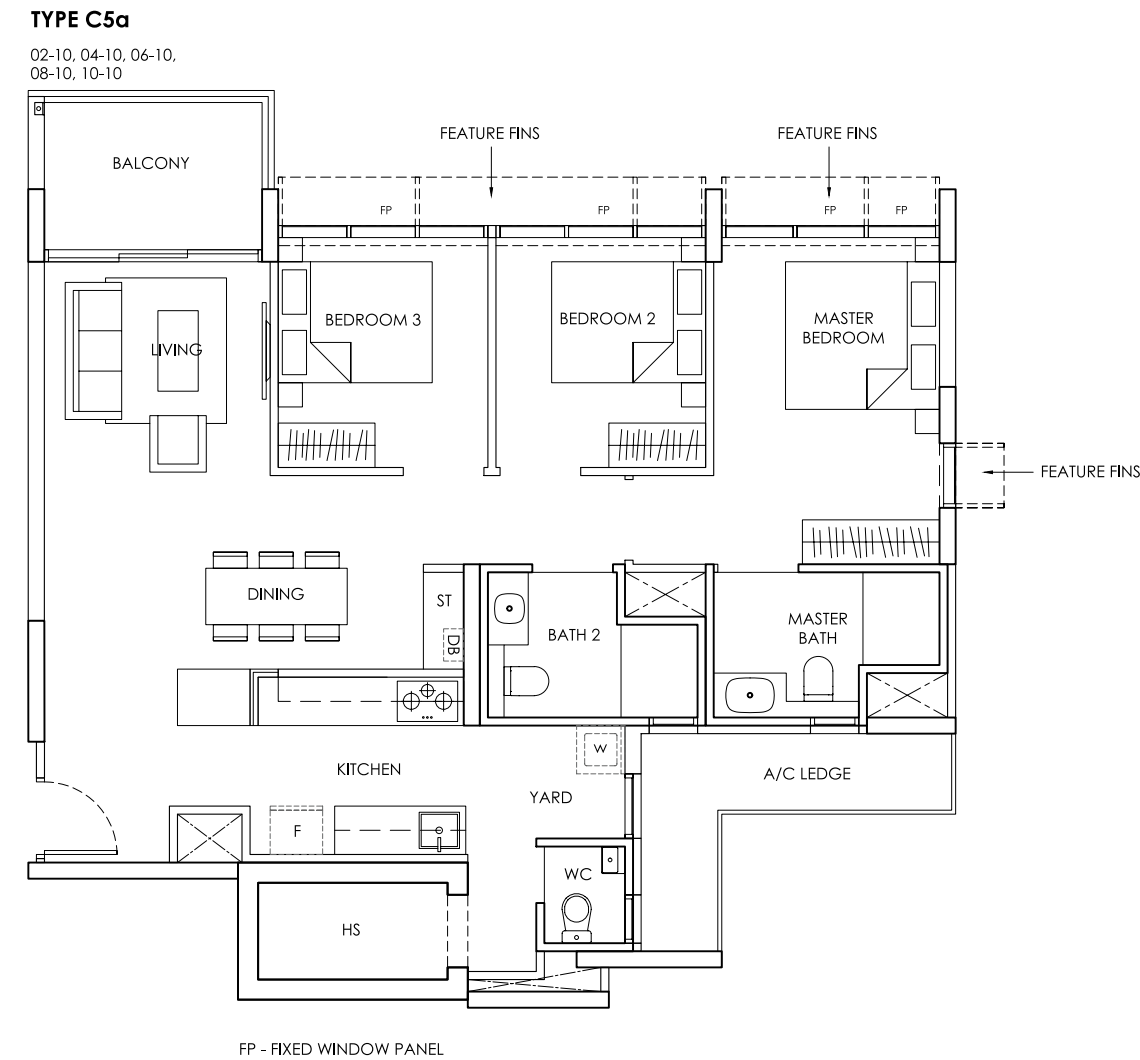 TYPE C5a
02-10, 04-10, 06-10,
08-10, 10-10
FEATURE FINS
FEATURE FINS
BALCONY
FP
FP
FP
FP
BEDROOM 3
BEDROOM 2
MASTER
BEDROOM
LIVING
FEATURE FINS
DINING
ST
DB
BATH 2
MASTER
BATH
W
KITCHEN
A/C LEDGE
YARD
F
WC
HS
FP - FIXED WINDOW PANEL